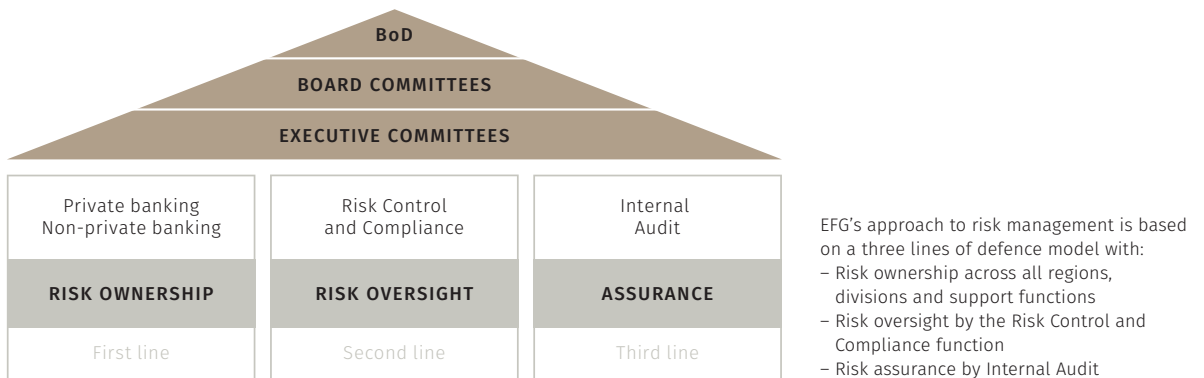 BoD
BOARD COMMITTEES
EXECUTIVE COMMITTEES
Private banking
Non-private banking
RISK OWNERSHIP
First line
Risk Control
and Compliance
RISK OVERSIGHT
Second line
Internal
Audit
ASSURANCE
Third line
EFG’s approach to risk management is based
on a three lines of defence model with:
– Risk ownership across all regions,
divisions and support functions
– Risk oversight by the Risk Control and
Compliance function
– Risk assurance by Internal Audit